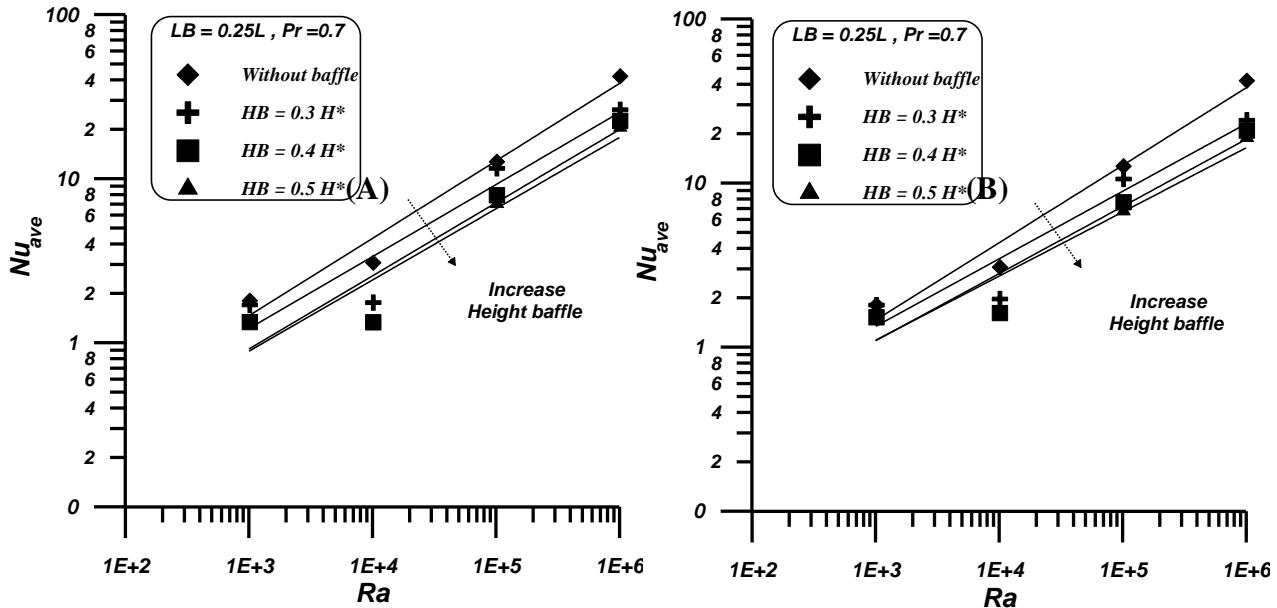 100
8
6
4
2
10
8
6
4
2
1
8
6
4
2
0
Nu_ave
LB = 0.25L , Pr =0.7
Without baffle
HB = 0.3 H*
HB = 0.4 H*
HB = 0.5 H*
(A)
Increase
Height baffle
1E+2 1E+3 1E+4 1E+5 1E+6
Ra
100
8
6
4
2
10
8
6
4
2
1
8
6
4
2
0
Nu_ave
LB = 0.25L , Pr =0.7
Without baffle
HB = 0.3 H*
HB = 0.4 H*
HB = 0.5 H*
(B)
Increase
Height baffle
1E+2 1E+3 1E+4 1E+5 1E+6
Ra